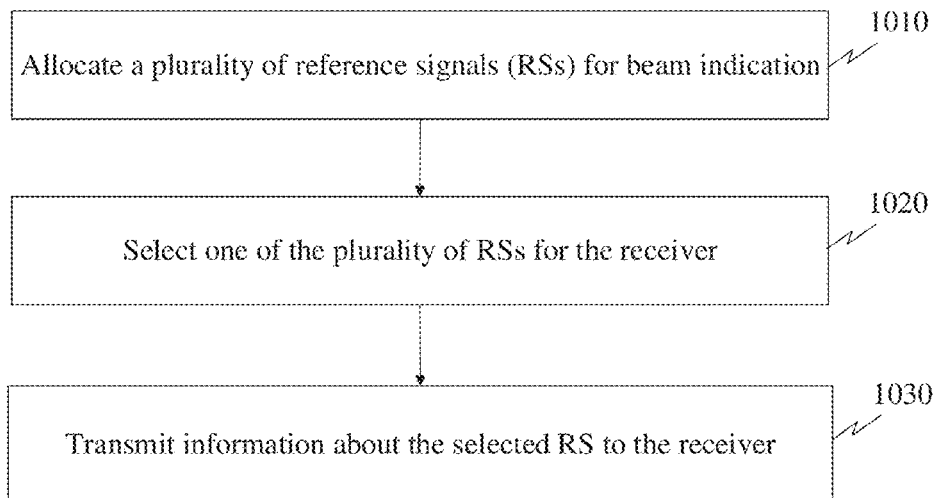 1010
Allocate a plurality of reference signals (RSs) for beam indication
1020
Select one of the plurality of RSs for the receiver
1030
Transmit information about the selected RS to the receiver